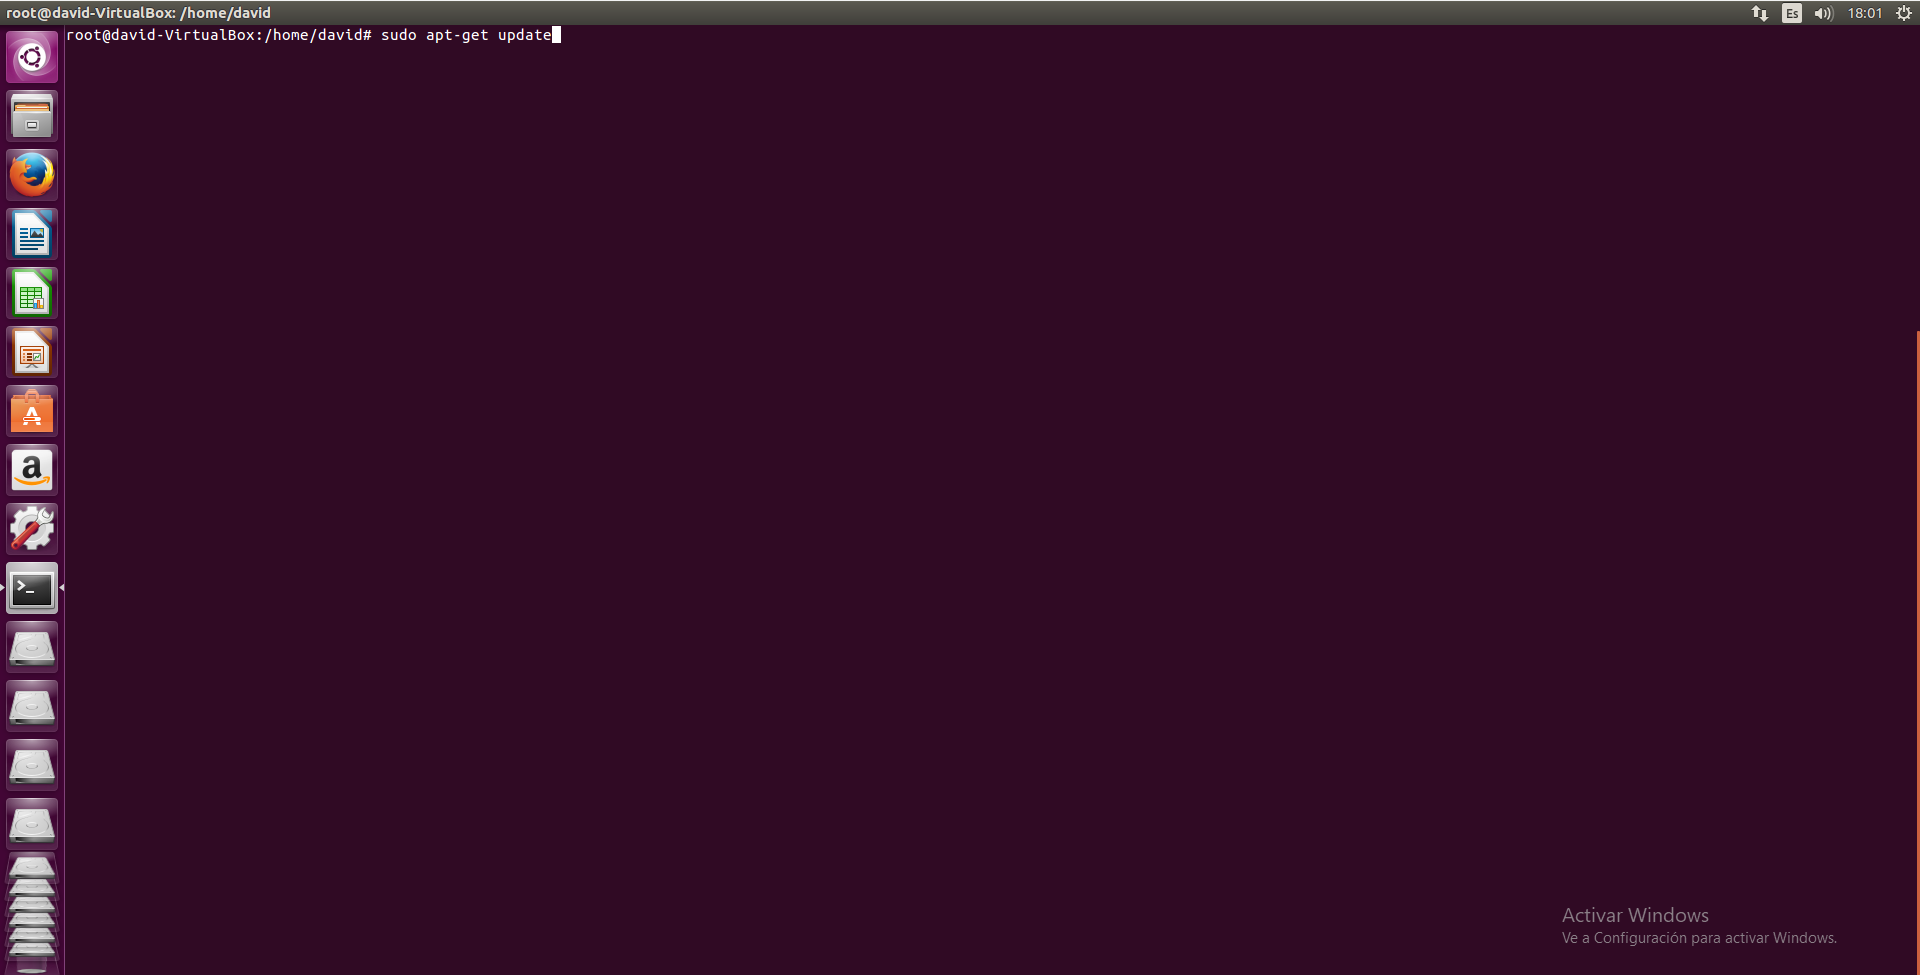 root@david-VirtualBox: /home/david
Es
18:01
root@david-VirtualBox:/home/david# sudo apt-get update
Activar Windows
Ve a Configuración para activar Windows.